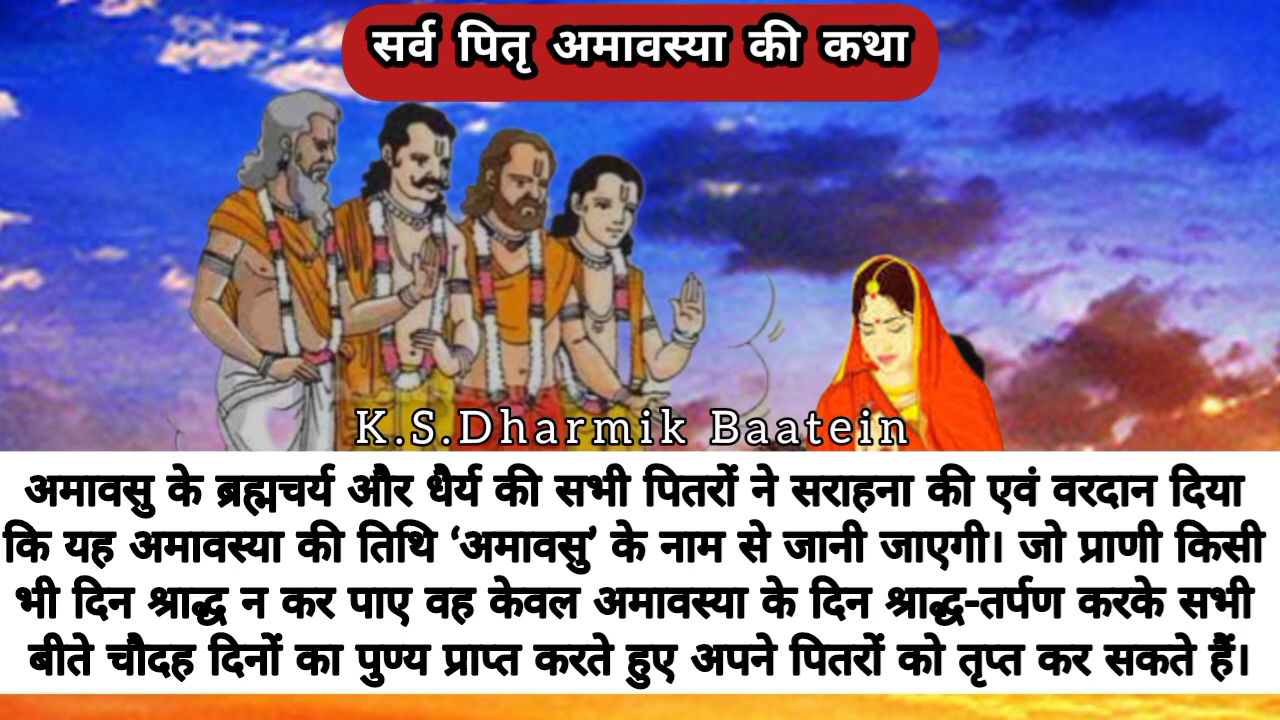 सर्व पितृ अमावस्या की कथा
K.S.Dharmik Baatein
अमावसु के ब्रह्मचर्य और धैर्य की सभी पितरों ने सराहना की एवं वरदान दिया
कि यह अमावस्या की तिथि ‘अमावसु’ के नाम से जानी जाएगी। जो प्राणी किसी
भी दिन श्राद्ध न कर पाए वह केवल अमावस्या के दिन श्राद्ध-तर्पण करके सभी
बीते चौदह दिनों का पुण्य प्राप्त करते हुए अपने पितरों को तृप्त कर सकते हैं।